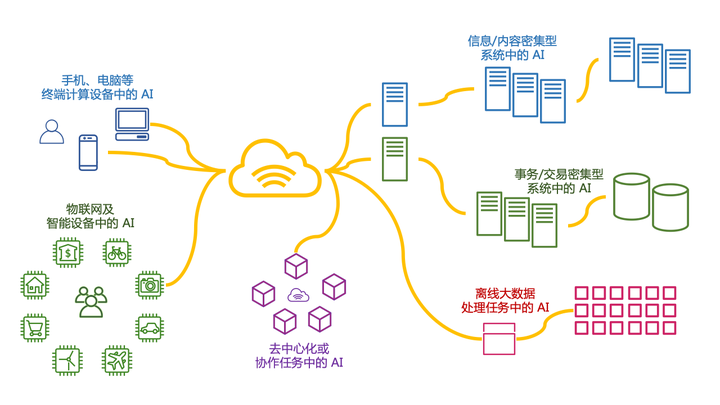 手机、电脑等
终端计算设备中的 AI
信息/内容密集型
系统中的 AI
物联网及
智能设备中的 AI
$
事务/交易密集型
系统中的 AI
离线大数据
处理任务中的 AI
去中心化或
协作任务中的 AI